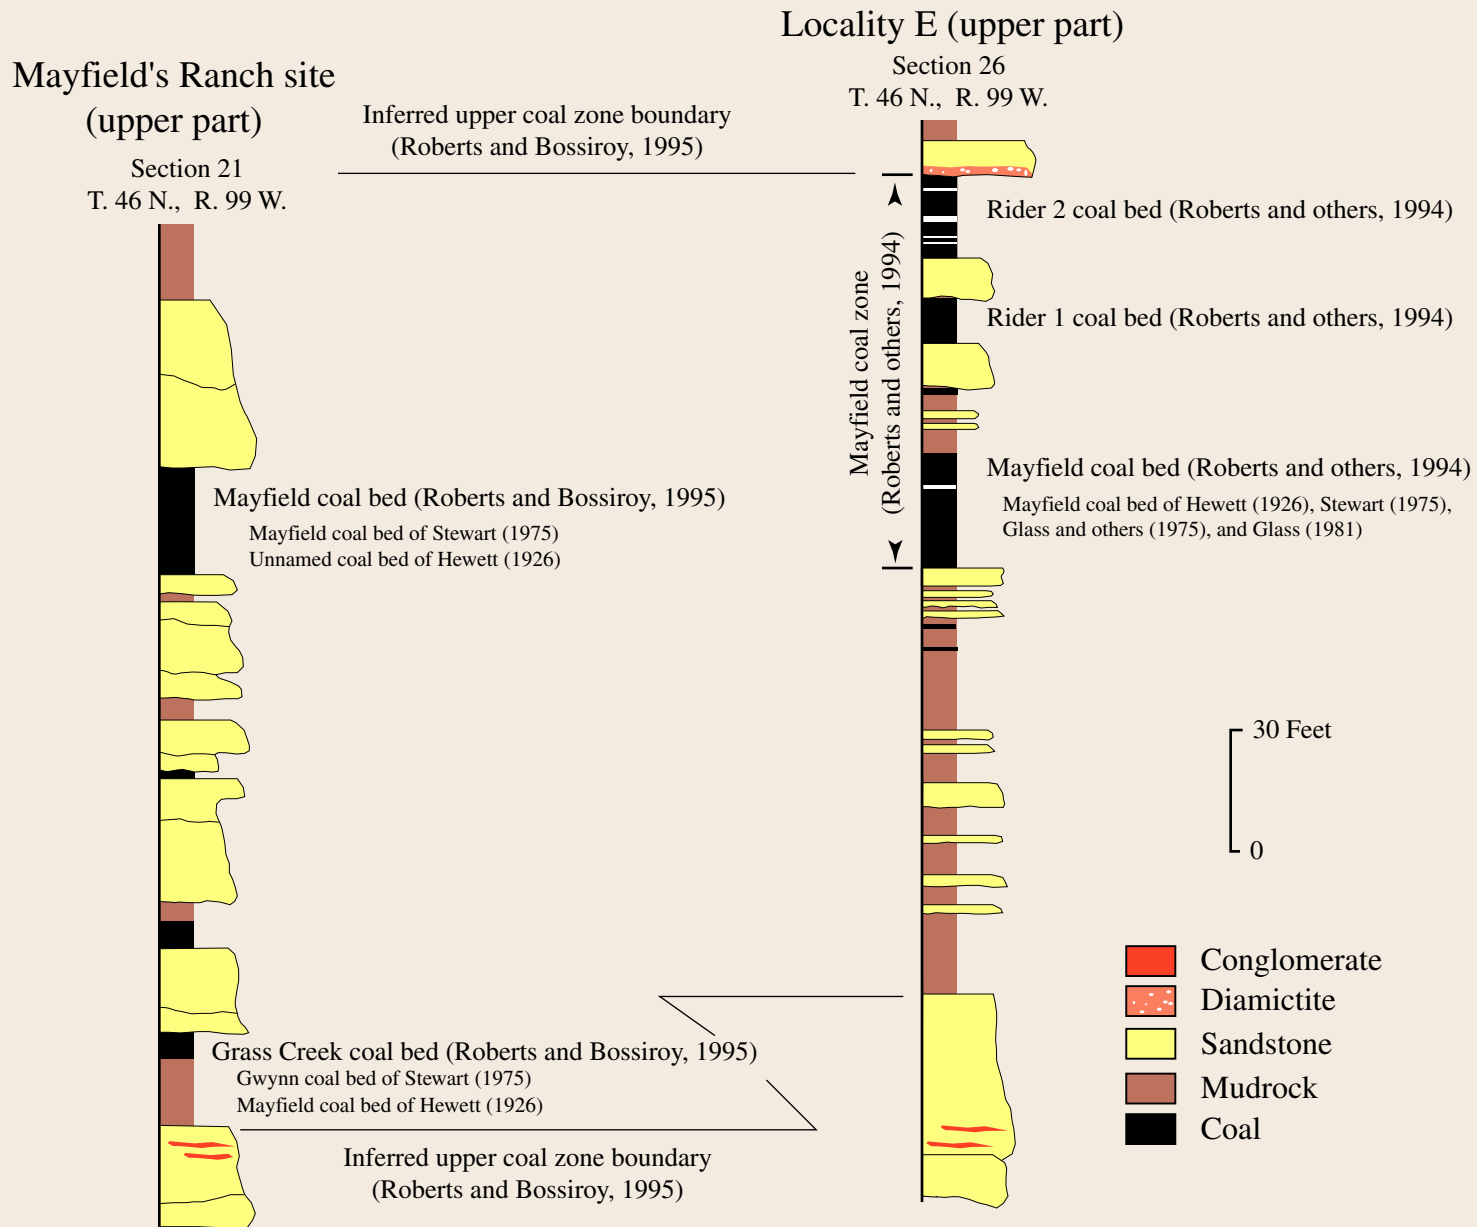 Locality E (upper part)
Section 26
T. 46 N., R. 99 W.
Mayfield's Ranch site
(upper part)
Section 21
T. 46 N., R. 99 W.
Inferred upper coal zone boundary
(Roberts and Bossiroy, 1995)
Mayfield coal zone
(Roberts and others, 1994)
Rider 2 coal bed (Roberts and others, 1994)
Rider 1 coal bed (Roberts and others, 1994)
Mayfield coal bed (Roberts and others, 1994)
Mayfield coal bed of Hewett (1926), Stewart (1975),
Glass and others (1975), and Glass (1981)
Mayfield coal bed (Roberts and Bossiroy, 1995)
Mayfield coal bed of Stewart (1975)
Unnamed coal bed of Hewett (1926)
30 Feet
0
Grass Creek coal bed (Roberts and Bossiroy, 1995)
Gwynn coal bed of Stewart (1975)
Mayfield coal bed of Hewett (1926)
Inferred upper coal zone boundary
(Roberts and Bossiroy, 1995)
Conglomerate
Diamictite
Sandstone
Mudrock
Coal